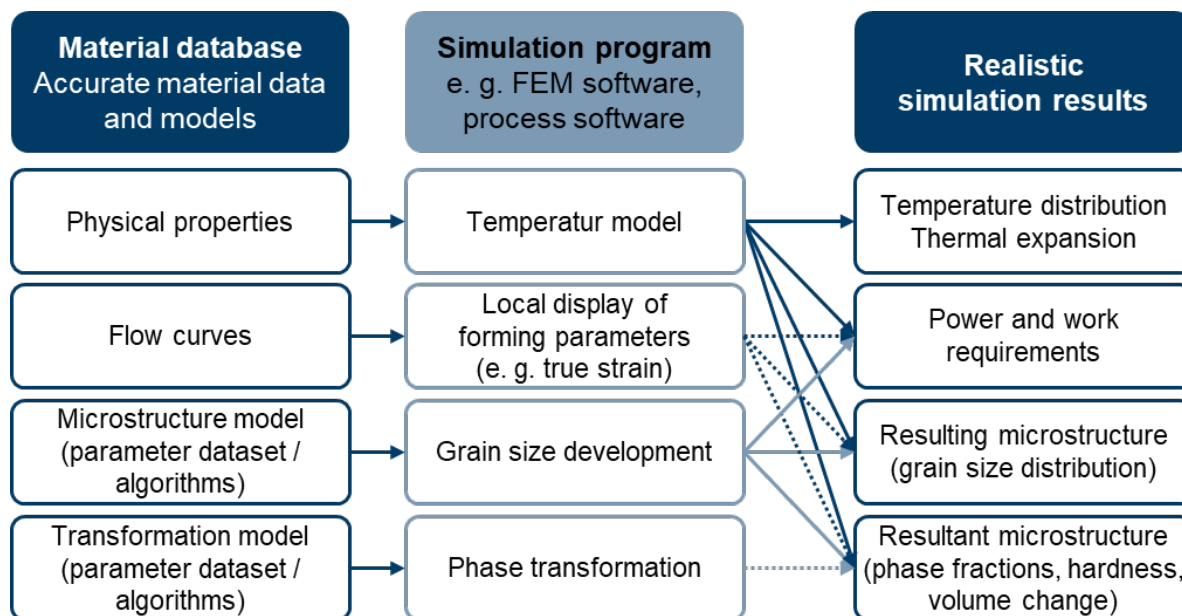 Material database
Accurate material data
and models
Simulation program
e. g. FEM software,
process software
Realistic
simulation results
Physical properties
Temperatur model
Temperature distribution
Thermal expansion
Flow curves
Local display of
forming parameters
(e. g. true strain)
Power and work
requirements
Microstructure model
(parameter dataset /
algorithms)
Grain size development
Resulting microstructure
(grain size distribution)
Transformation model
(parameter dataset /
algorithms)
Phase transformation
Resultant microstructure
(phase fractions, hardness,
volume change)